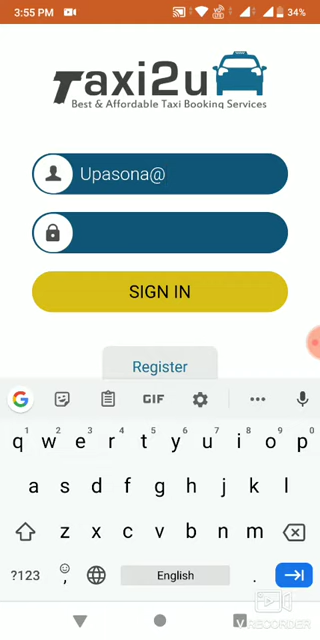 3:55 PM 34%
Taxi2u
Best & Affordable Taxi Booking Services
Upasona@
SIGN IN
Register
GIF
1 2 3 4 5 6 7 8 9 0
q w e r t y u i o p
a s d f g h j k l
z x c v b n m
?123 , English .
V RECORDER